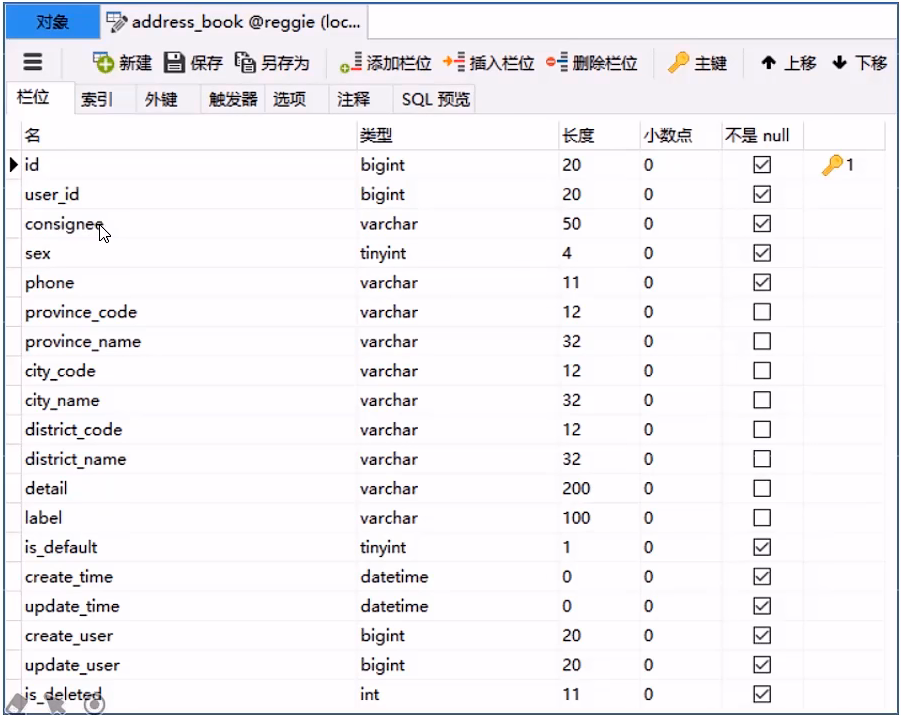 对象 address_book @reggie (loc...
新建 保存 另存为 添加栏位 插入栏位 删除栏位 主键 上移 下移
栏位 索引 外键 触发器 选项 注释 SQL 预览
名 类型 长度 小数点 不是 null
id bigint 20 0 1
user_id bigint 20 0
consignee varchar 50 0
sex tinyint 4 0
phone varchar 11 0
province_code varchar 12 0
province_name varchar 32 0
city_code varchar 12 0
city_name varchar 32 0
district_code varchar 12 0
district_name varchar 32 0
detail varchar 200 0
label varchar 100 0
is_default tinyint 1 0
create_time datetime 0 0
update_time datetime 0 0
create_user bigint 20 0
update_user bigint 20 0
is_deleted int 11 0